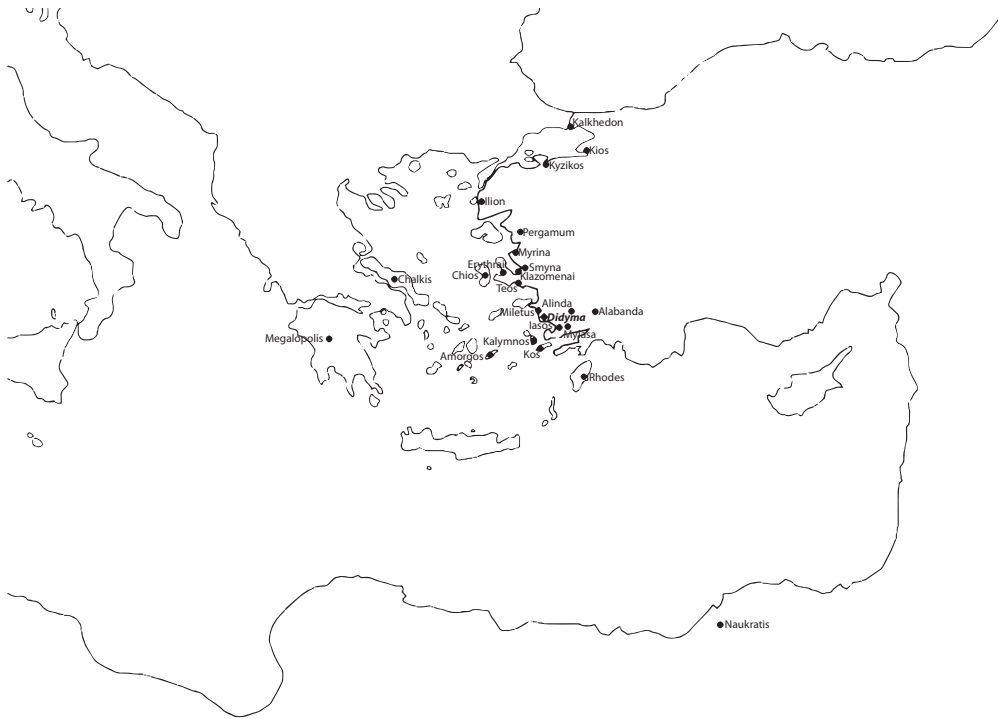 Kalkhedon
Kios
Kyzikos
Ilion
Pergamum
Myrina
Erythrai
Smyna
Chios
Klazomenai
Chalkis
Teos
Alinda
Miletus
Alabanda
Didyma
Iasos
Mylasa
Megalopolis
Kalymnos
Kos
Amorgos
Rhodes
Naukratis